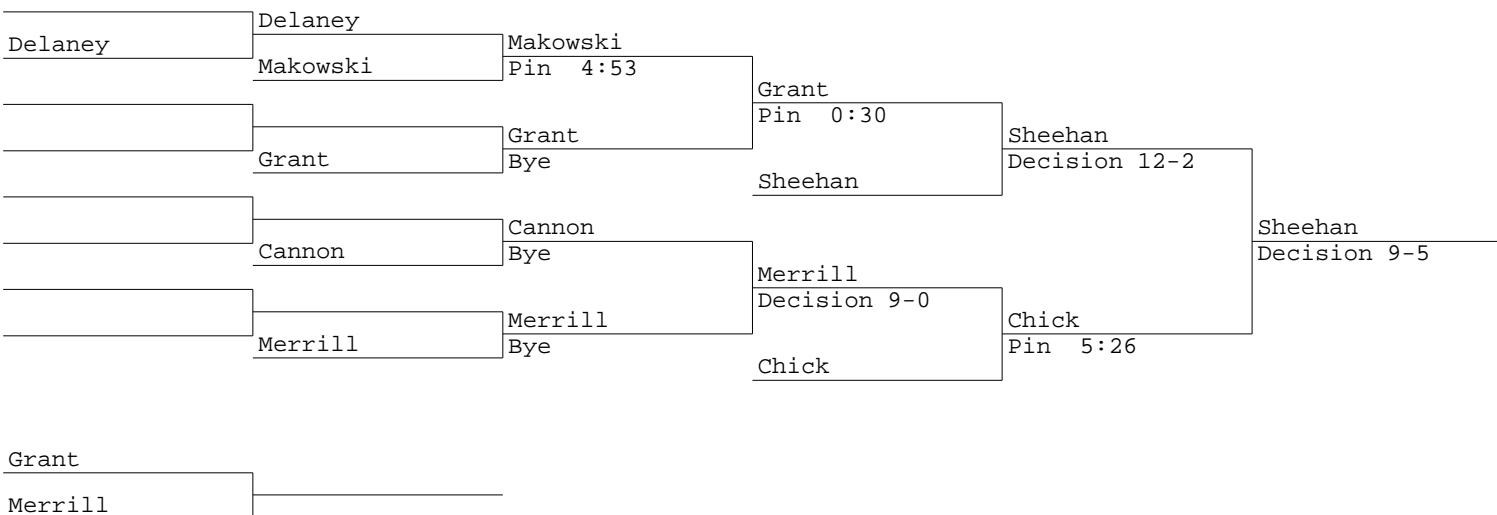 Delaney
Delaney
Makowski
Makowski
Pin 4:53
Grant
Pin 0:30
Grant
Grant
Bye
Sheehan
Decision 12-2
Sheehan
Cannon
Cannon
Bye
Sheehan
Decision 9-5
Merrill
Decision 9-0
Merrill
Merrill
Bye
Chick
Pin 5:26
Chick
Grant
Merrill